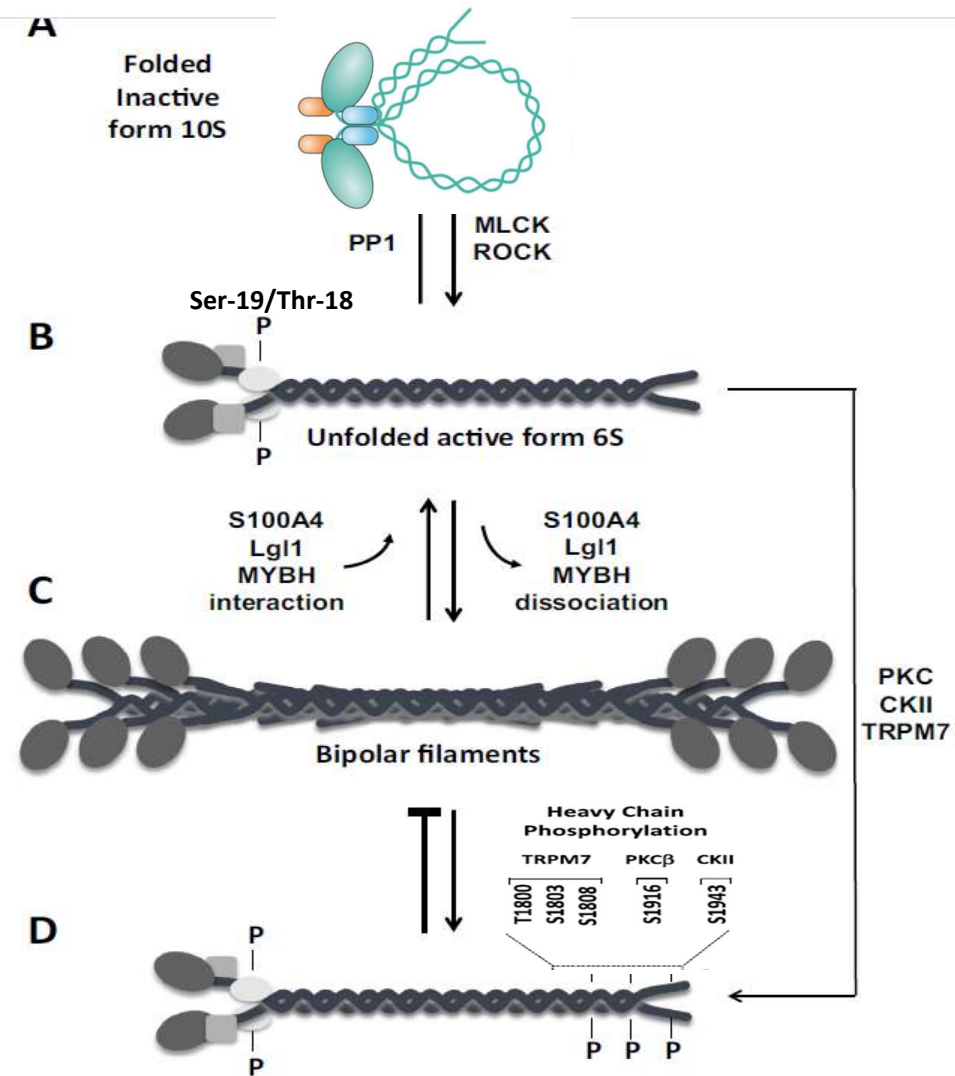 A
Folded
Inactive
form 10S
PP1
MLCK
ROCK
Ser-19/Thr-18
P
B
Unfolded active form 6S
P
S100A4
Lgl1
MYBH
interaction
S100A4
Lgl1
MYBH
dissociation
C
Bipolar filaments
PKC
CKII
TRPM7
Heavy Chain
Phosphorylation
TRPM7 PKCβ CKII
T1800 S1803 S1808 S1916 S1943
D
P
P
P P P